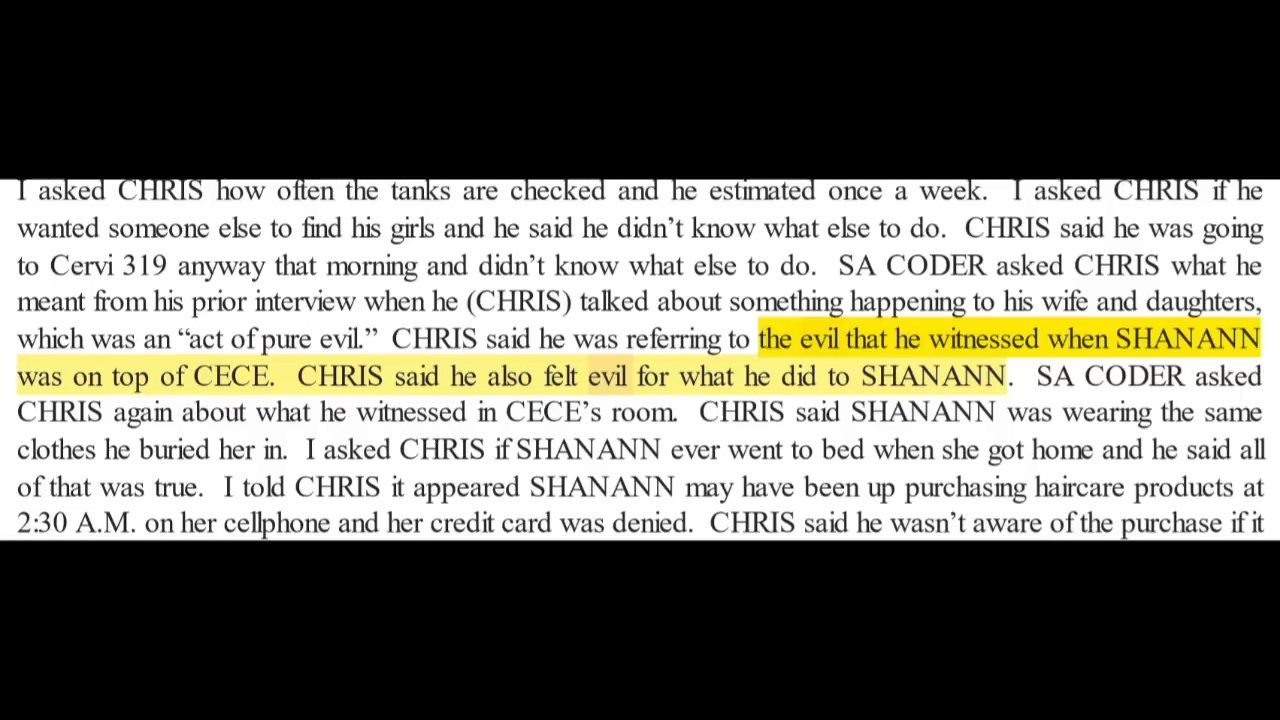 I asked CHRIS how often the tanks are checked and he estimated once a week. I asked CHRIS if he
wanted someone else to find his girls and he said he didn’t know what else to do. CHRIS said he was going
to Cervi 319 anyway that morning and didn’t know what else to do. SA CODER asked CHRIS what he
meant from his prior interview when he (CHRIS) talked about something happening to his wife and daughters,
which was an “act of pure evil.” CHRIS said he was referring to the evil that he witnessed when SHANANN
was on top of CECE. CHRIS said he also felt evil for what he did to SHANANN. SA CODER asked
CHRIS again about what he witnessed in CECE’s room. CHRIS said SHANANN was wearing the same
clothes he buried her in. I asked CHRIS if SHANANN ever went to bed when she got home and he said all
of that was true. I told CHRIS it appeared SHANANN may have been up purchasing haircare products at
2:30 A.M. on her cellphone and her credit card was denied. CHRIS said he wasn’t aware of the purchase if it